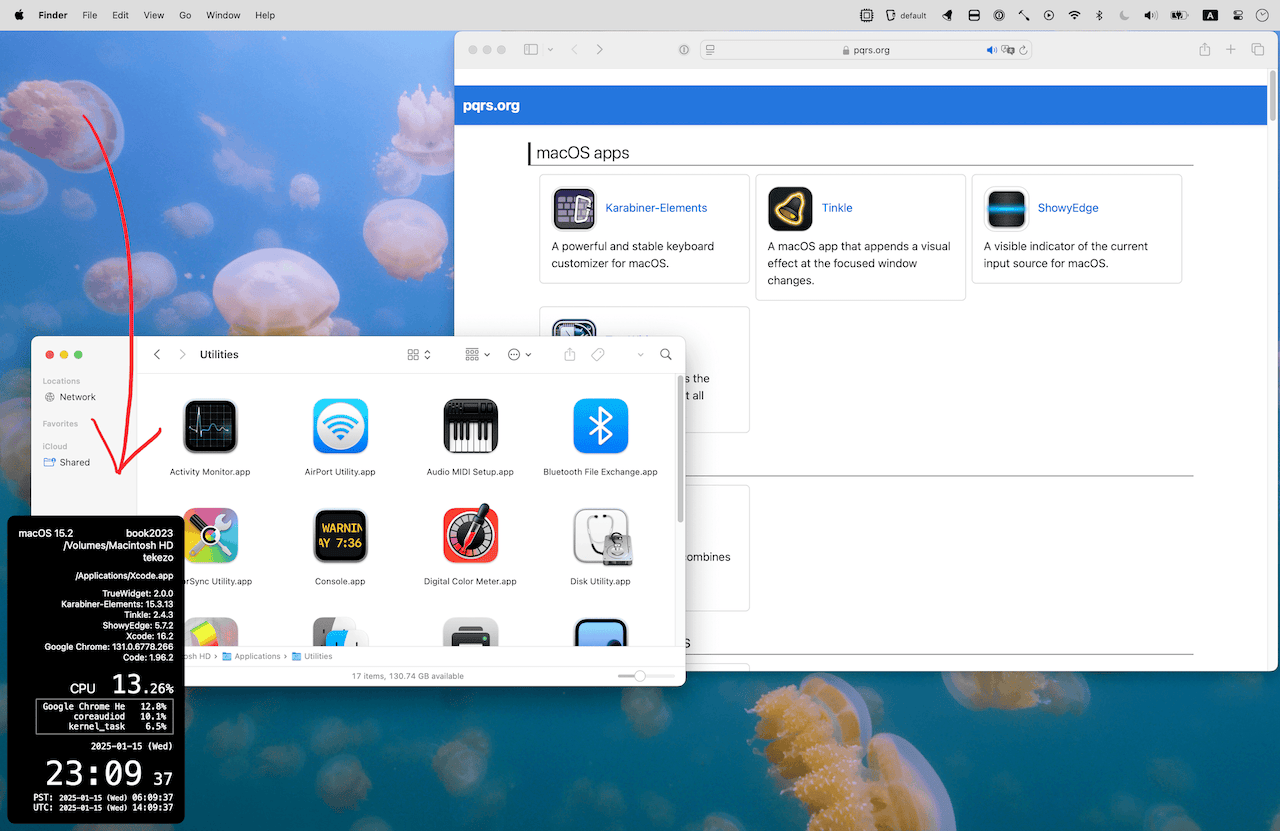 Finder File Edit View Go Window Help
default
A
pqrs.org
pqrs.org
macOS apps
Karabiner-Elements
A powerful and stable keyboard
customizer for macOS.
Tinkle
A macOS app that appends a visual
effect at the focused window
changes.
ShowyEdge
A visible indicator of the current
input source for macOS.
the
all
Utilities
Locations
Network
Favorites
iCloud
Shared
Activity Monitor.app
AirPort Utility.app
Audio MIDI Setup.app
Bluetooth File Exchange.app
WARNIN
AY 7:36
orSync Utility.app
Console.app
Digital Color Meter.app
Disk Utility.app
ombines
osh HD › Applications › Utilities
17 items, 130.74 GB available
macOS 15.2 book2023
/Volumes/Macintosh HD
tekezo
/Applications/Xcode.app
TrueWidget: 2.0.0
Karabiner-Elements: 15.3.13
Tinkle: 2.4.3
ShowyEdge: 5.7.2
Xcode: 16.2
Google Chrome: 131.0.6778.266
Code: 1.96.2
CPU 13.26%
Google Chrome He 12.8%
coreaudiod 10.1%
kernel_task 6.5%
2025-01-15 (Wed)
23:09 37
PST: 2025-01-15 (Wed) 06:09:37
UTC: 2025-01-15 (Wed) 14:09:37